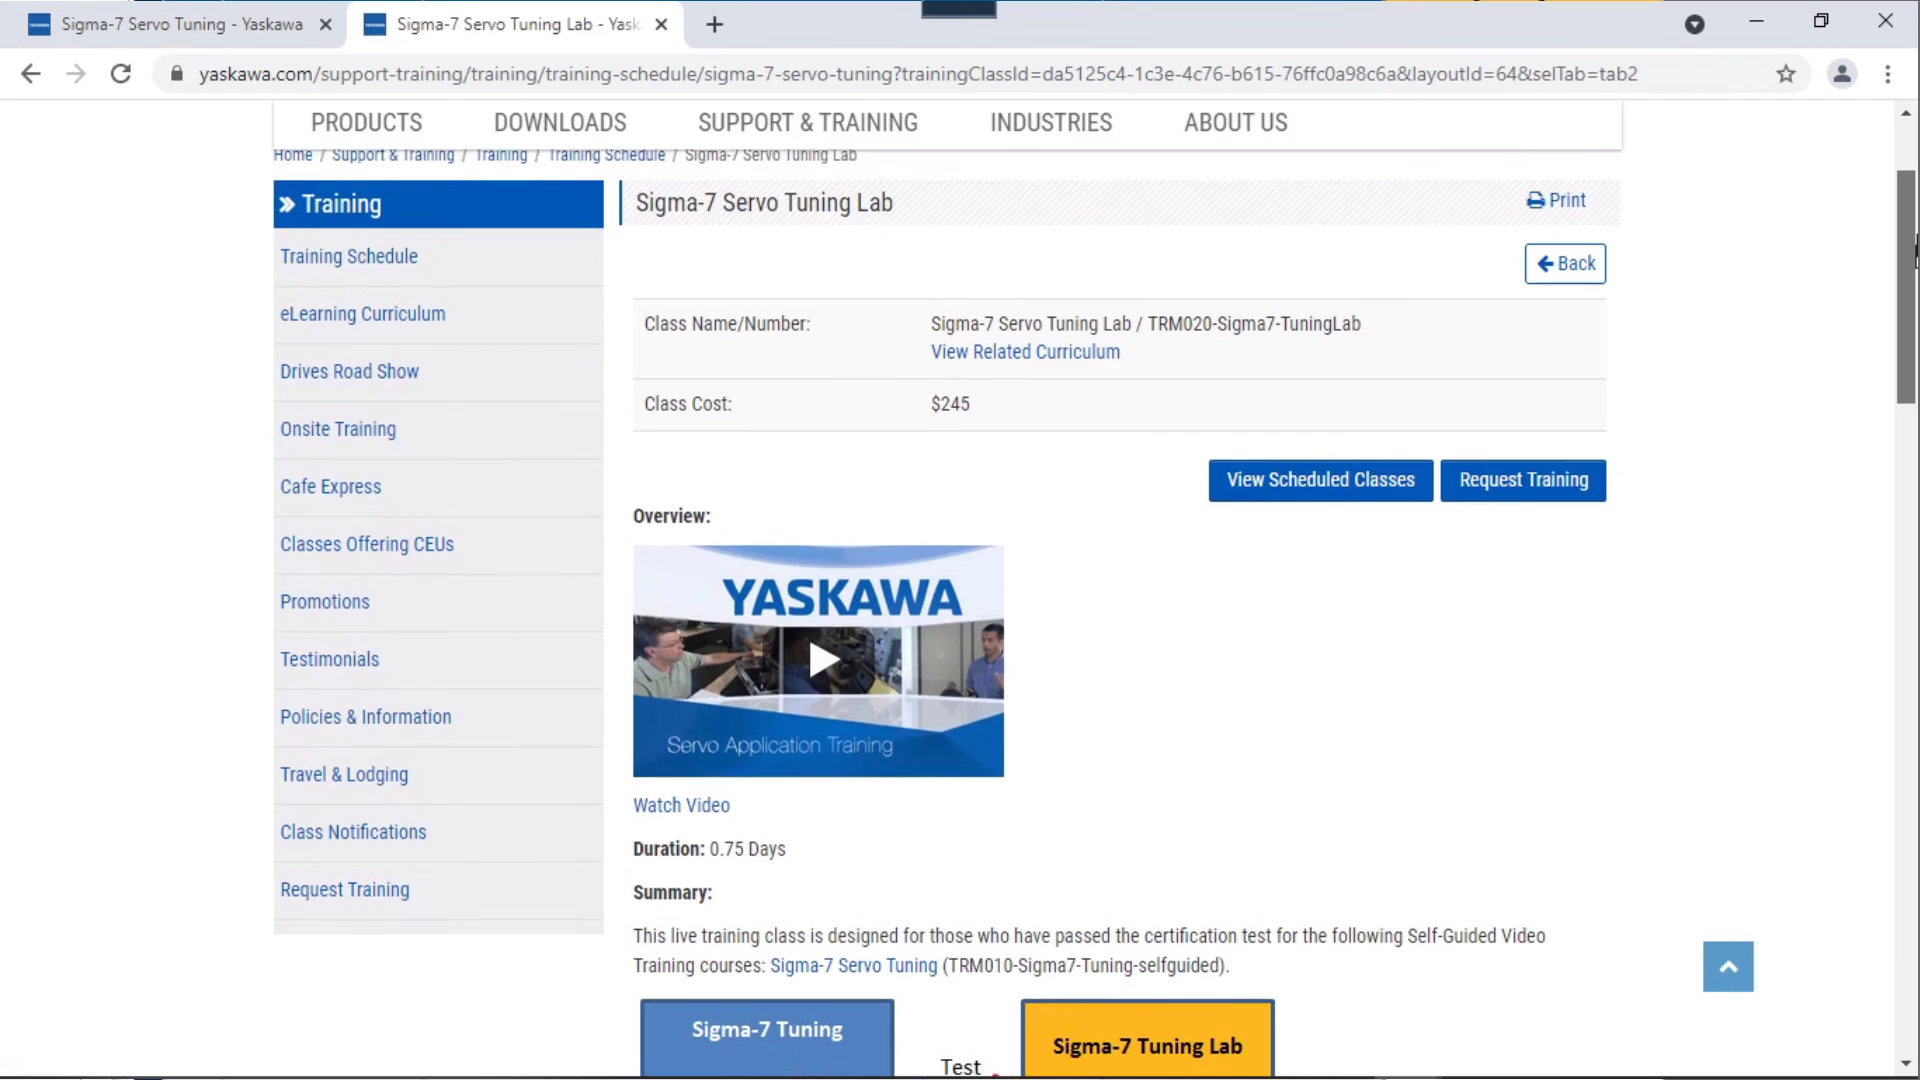 Sigma-7 Servo Tuning - Yaskawa
Sigma-7 Servo Tuning Lab - Yask
yaskawa.com/support-training/training/training-schedule/sigma-7-servo-tuning?trainingClassId=da5125c4-1c3e-4c76-b615-76ffc0a98c6a&layoutId=64&selTab=tab2
PRODUCTS DOWNLOADS SUPPORT & TRAINING INDUSTRIES ABOUT US
Home / Support & Training / Training / Training Schedule / Sigma-7 Servo Tuning Lab
Training
Training Schedule
eLearning Curriculum
Drives Road Show
Onsite Training
Cafe Express
Classes Offering CEUs
Promotions
Testimonials
Policies & Information
Travel & Lodging
Class Notifications
Request Training
Sigma-7 Servo Tuning Lab
Print
Back
Class Name/Number: Sigma-7 Servo Tuning Lab / TRM020-Sigma7-TuningLab
View Related Curriculum
Class Cost: $245
View Scheduled Classes Request Training
Overview:
YASKAWA
Servo Application Training
Watch Video
Duration: 0.75 Days
Summary:
This live training class is designed for those who have passed the certification test for the following Self-Guided Video
Training courses: Sigma-7 Servo Tuning (TRM010-Sigma7-Tuning-selfguided).
Sigma-7 Tuning
Test
Sigma-7 Tuning Lab